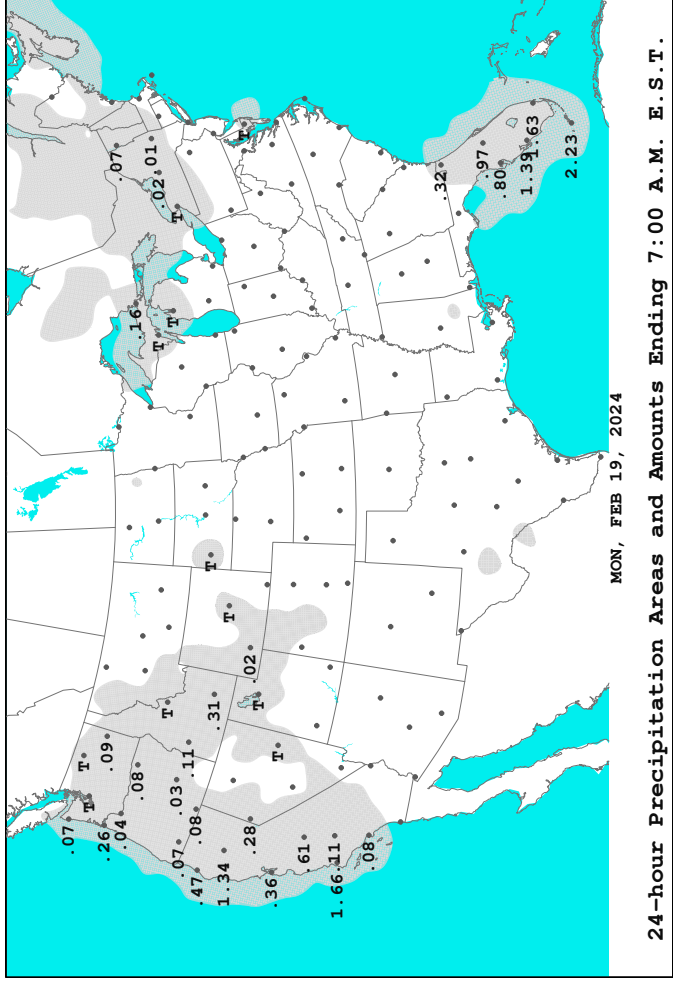 .07
T
T
.26
.09
.07
.04
.16
.08
.01
.02
T
T
T
.03
T
.07
.11
.08
.47
T
.31
1.34
T
T
.02
.28
T
.36
T
.61
1.66 .11
.08
.32
.97
.80
1.39
1.63
2.23
MON, FEB 19, 2024
24-hour Precipitation Areas and Amounts Ending 7:00 A.M. E.S.T.